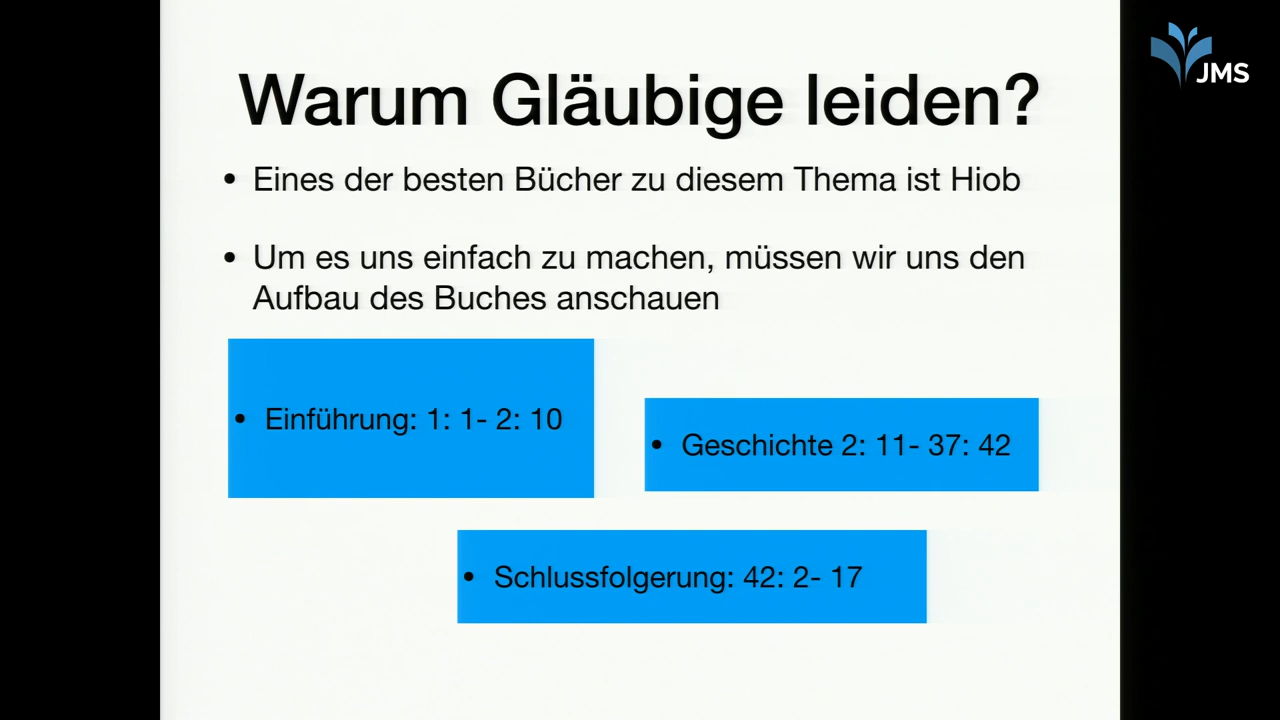 Warum Gläubige leiden?
• Eines der besten Bücher zu diesem Thema ist Hiob
• Um es uns einfach zu machen, müssen wir uns den
Aufbau des Buches anschauen
• Einführung: 1: 1- 2: 10
• Geschichte 2: 11- 37: 42
• Schlussfolgerung: 42: 2- 17
JMS